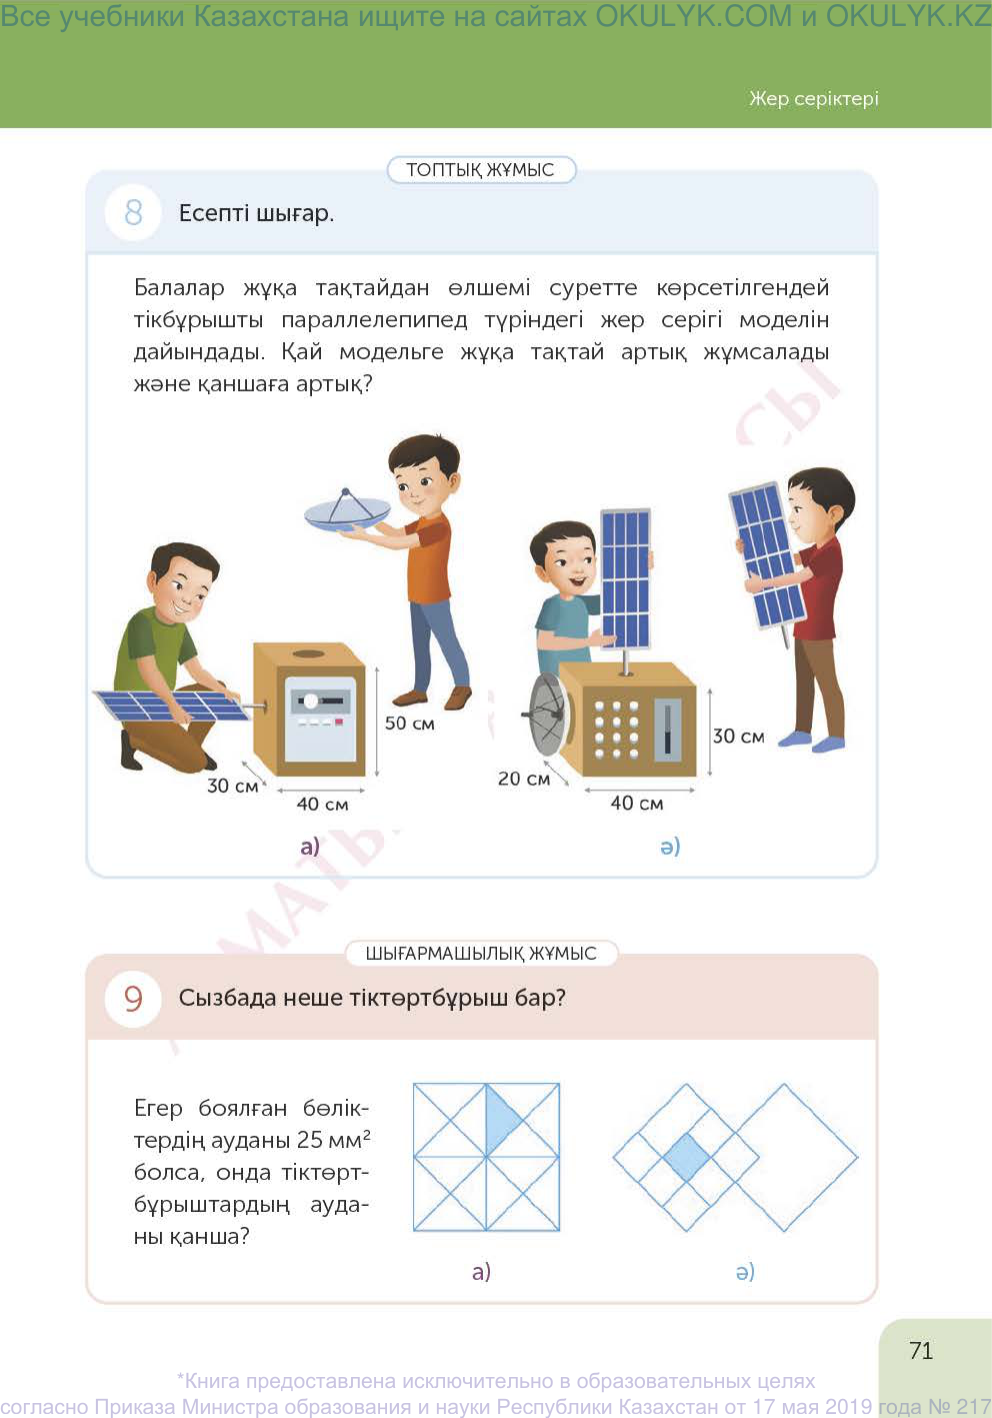 Все учебники Казахстана ищите на сайтах OKULYK.COM и OKULYK.KZ
Жер серіктері
ТОПТЫҚ ЖҰМЫС
8 Есепті шығар.
Балалар жұқа тақтайдан өлшемі суретте көрсетілгендей
тікбұрышты параллелепипед түріндегі жер серігі моделін
дайындады. Қай модельге жұқа тақтай артық жұмсалады
және қаншаға артық?
50 см
30 см
40 см
а)
30 см
20 см
40 см
ә)
ШЫҒАРМАШЫЛЫҚ ЖҰМЫС
9 Сызбада неше тіктөртбұрыш бар?
Егер боялған бөлік-
тердің ауданы 25 мм²
болса, онда тіктөрт-
бұрыштардың ауда-
ны қанша?
а)
ә)
71
*Книга предоставлена исключительно в образовательных целях
согласно Приказа Министра образования и науки Республики Казахстан от 17 мая 2019 года № 217